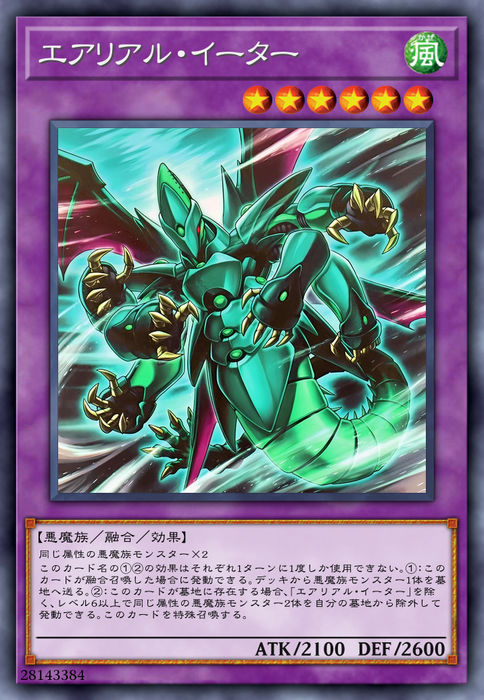 エアリアル・イーター
風
かぜ
【悪魔族／融合／効果】
同じ属性の悪魔族モンスター×2
このカード名の①②の効果はそれぞれ1ターンに1度しか使用できない。①：こ
のカードが融合召喚した場合に発動できる。デッキから悪魔族モンスター1体を墓
地へ送る。②：このカードが墓地に存在する場合、「エアリアル・イーター」を除
く、レベル6以上で同じ属性の悪魔族モンスター2体を自分の墓地から除外して
発動できる。このカードを特殊召喚する。
ATK/2100 DEF/2600
28143384